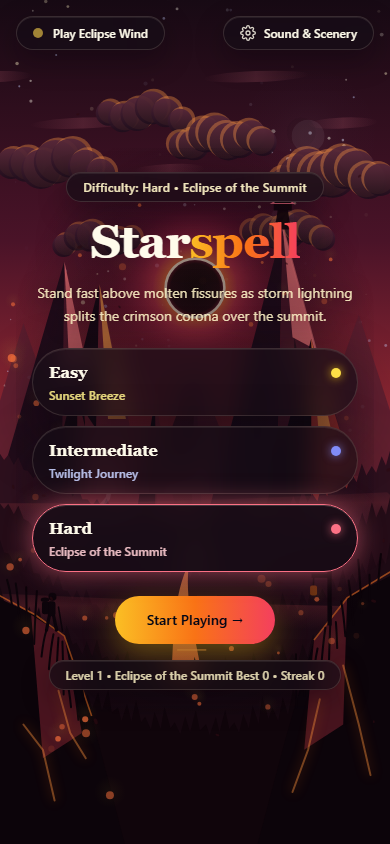 Play Eclipse Wind
Sound & Scenery
Difficulty: Hard • Eclipse of the Summit
Starspell
Stand fast above molten fissures as storm lightning
splits the crimson corona over the summit.
Easy
Sunset Breeze
Intermediate
Twilight Journey
Hard
Eclipse of the Summit
Start Playing →
Level 1 • Eclipse of the Summit Best 0 • Streak 0